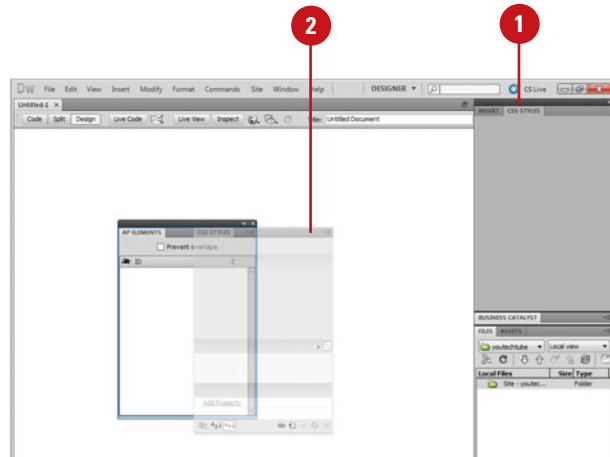 2
1
DW File Edit View Insert Modify Format Commands Site Window Help DESIGNER CS Live
Untitled-1 ×
INSERT CSS STYLES
Code Split Design Live Code Live View Inspect Title: Untitled Document
AP ELEMENTS CSS STYLES
Prevent overlaps
ID Z
BUSINESS CATALYST
FILES ASSETS
youtechtube Local view
Local Files Size Type
Site - youtec... Folder
Add Property